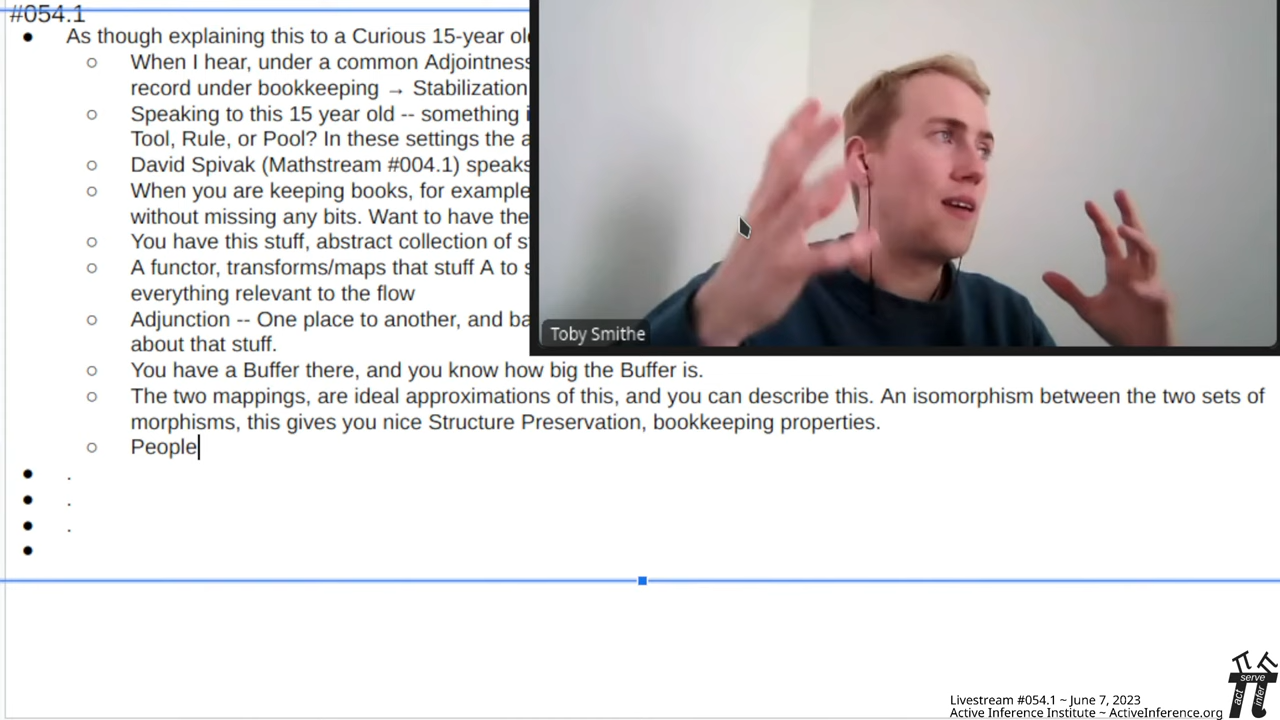 #054.1
● As though explaining this to a Curious 15-year old
○ When I hear, under a common Adjointness
record under bookkeeping → Stabilization
○ Speaking to this 15 year old -- something i
Tool, Rule, or Pool? In these settings the a
○ David Spivak (Mathstream #004.1) speaks
○ When you are keeping books, for example
without missing any bits. Want to have the
○ You have this stuff, abstract collection of s
○ A functor, transforms/maps that stuff A to s
everything relevant to the flow
○ Adjunction -- One place to another, and ba
about that stuff.
○ You have a Buffer there, and you know how big the Buffer is.
○ The two mappings, are ideal approximations of this, and you can describe this. An isomorphism between the two sets of
morphisms, this gives you nice Structure Preservation, bookkeeping properties.
○ People
● .
● .
● .
●
Toby Smithe
Livestream #054.1 ~ June 7, 2023
Active Inference Institute ~ ActiveInference.org
π π
serve
act infer